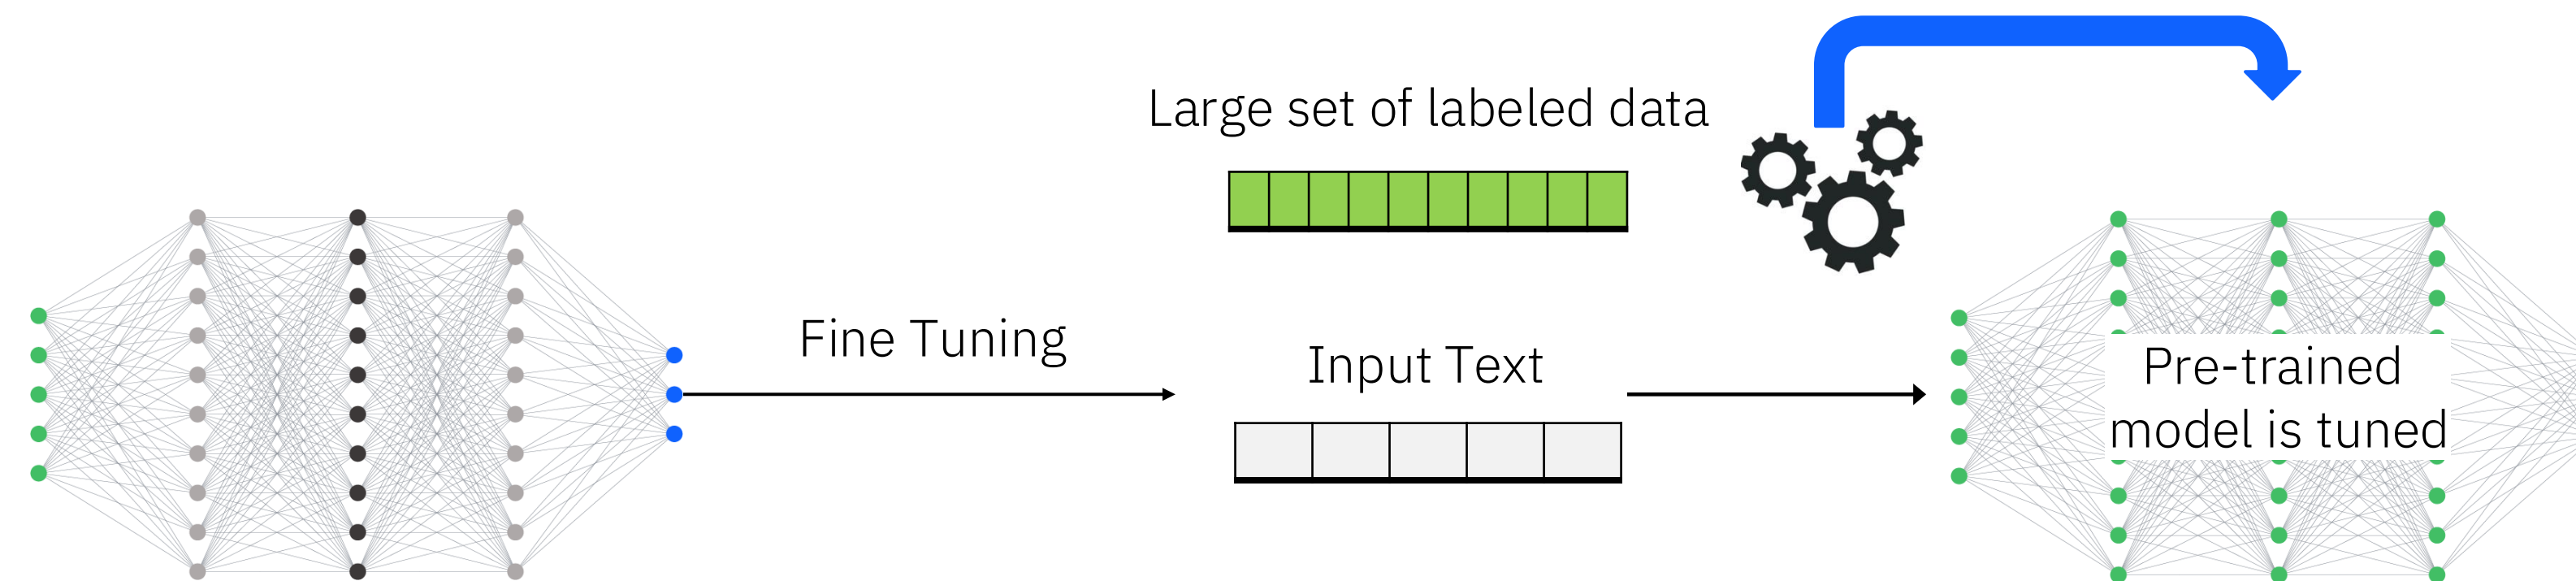 Large set of labeled data
Fine Tuning
Input Text
Pre-trained
model is tuned